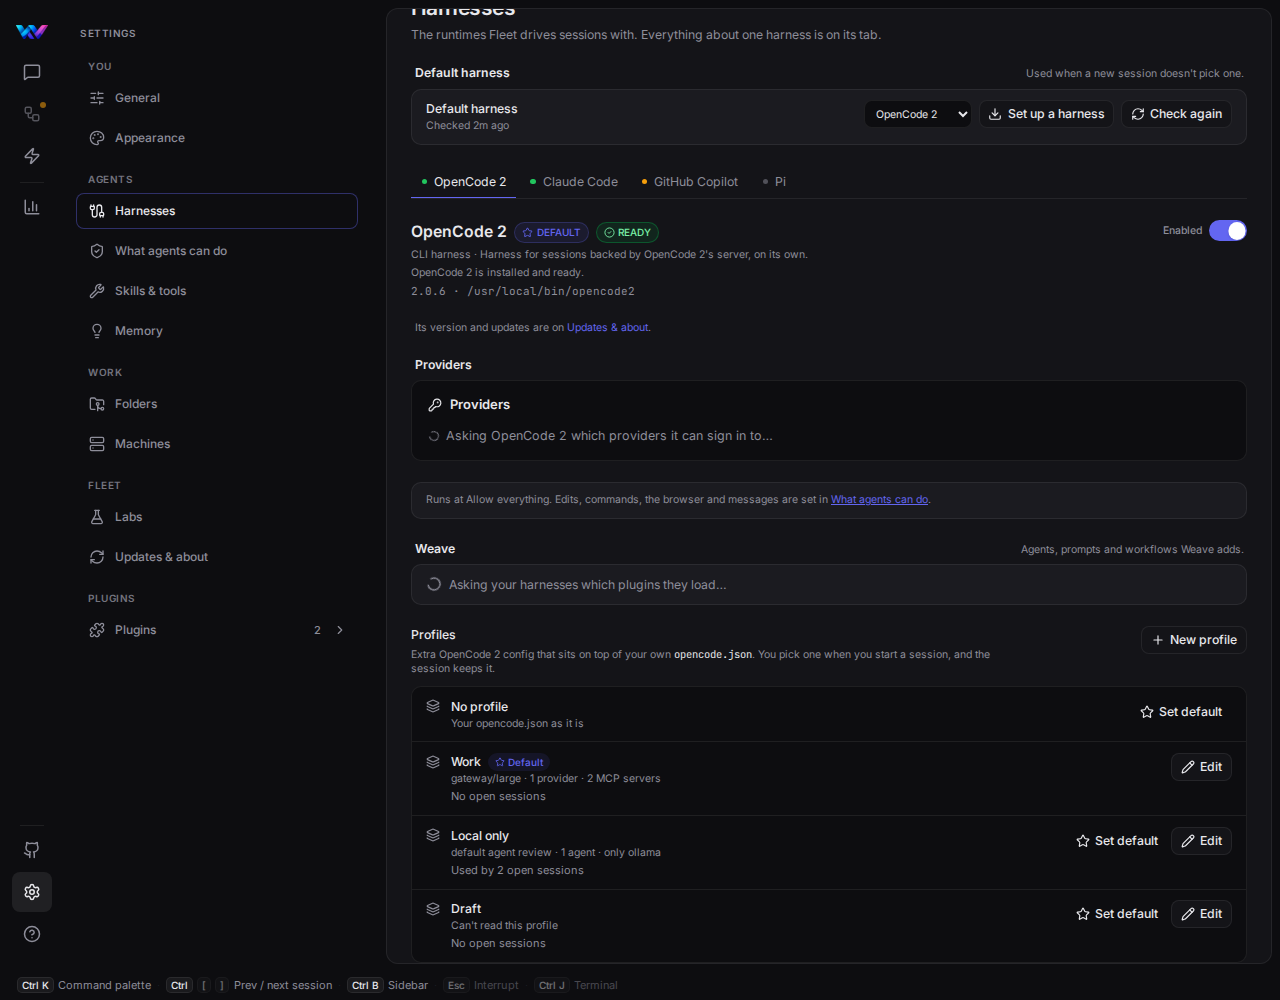 SETTINGS
YOU
General
Appearance
AGENTS
Harnesses
What agents can do
Skills & tools
Memory
WORK
Folders
Machines
FLEET
Labs
Updates & about
PLUGINS
Plugins 2
Harnesses
The runtimes Fleet drives sessions with. Everything about one harness is on its tab.
Default harness Used when a new session doesn't pick one.
Default harness
Checked 2m ago
OpenCode 2 Set up a harness Check again
OpenCode 2 Claude Code GitHub Copilot Pi
OpenCode 2 DEFAULT READY Enabled
CLI harness · Harness for sessions backed by OpenCode 2's server, on its own.
OpenCode 2 is installed and ready.
2.0.6 · /usr/local/bin/opencode2
Its version and updates are on Updates & about.
Providers
Providers
Asking OpenCode 2 which providers it can sign in to...
Runs at Allow everything. Edits, commands, the browser and messages are set in What agents can do.
Weave Agents, prompts and workflows Weave adds.
Asking your harnesses which plugins they load...
Profiles New profile
Extra OpenCode 2 config that sits on top of your own opencode.json. You pick one when you start a session, and the
session keeps it.
No profile Set default
Your opencode.json as it is
Work Default Edit
gateway/large · 1 provider · 2 MCP servers
No open sessions
Local only Set default Edit
default agent review · 1 agent · only ollama
Used by 2 open sessions
Draft Set default Edit
Can't read this profile
No open sessions
Ctrl K Command palette Ctrl [ ] Prev / next session Ctrl B Sidebar Esc Interrupt Ctrl J Terminal